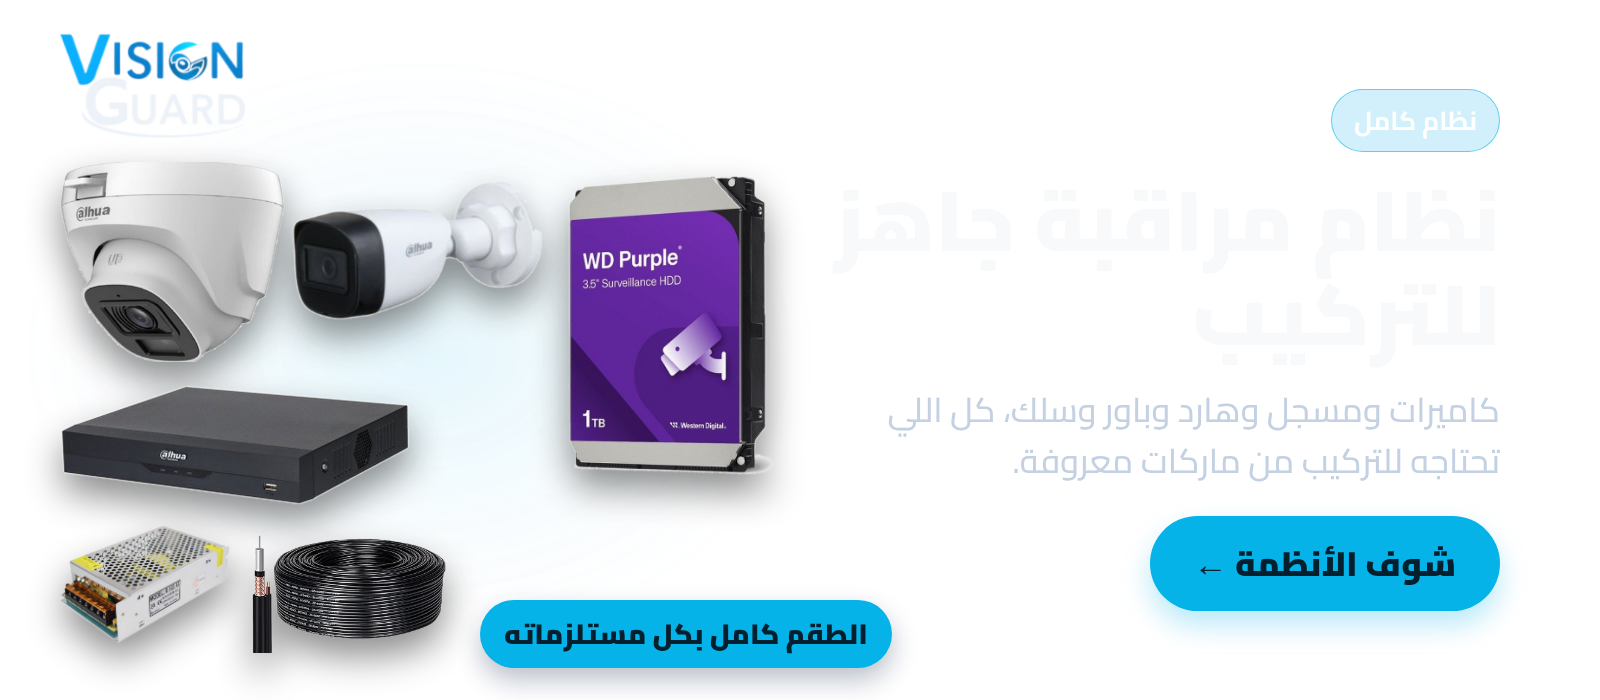 VISION
GUARD
نظام كامل
نظام مراقبة جاهز
للتركيب
كاميرات ومسجل وهارد وباور وسلك، كل اللي
تحتاجه للتركيب من ماركات معروفة.
شوف الأنظمة ←
الطقم كامل بكل مستلزماته
alhua
alhua
WD Purple®
3.5" Surveillance HDD
1TB
Western Digital.
alhua